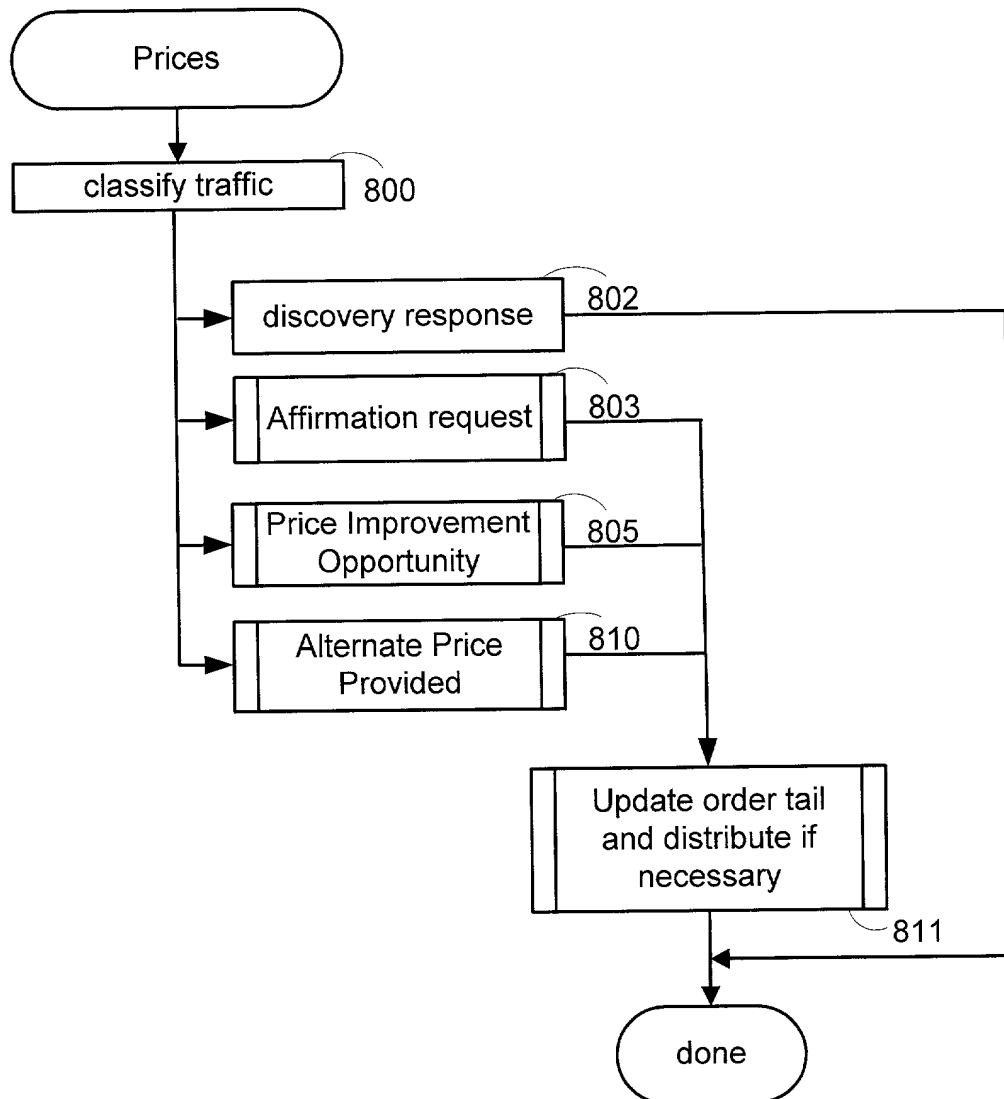 Prices
classify traffic
800
discovery response
802
Affirmation request
803
Price Improvement
Opportunity
805
Alternate Price
Provided
810
Update order tail
and distribute if
necessary
811
done